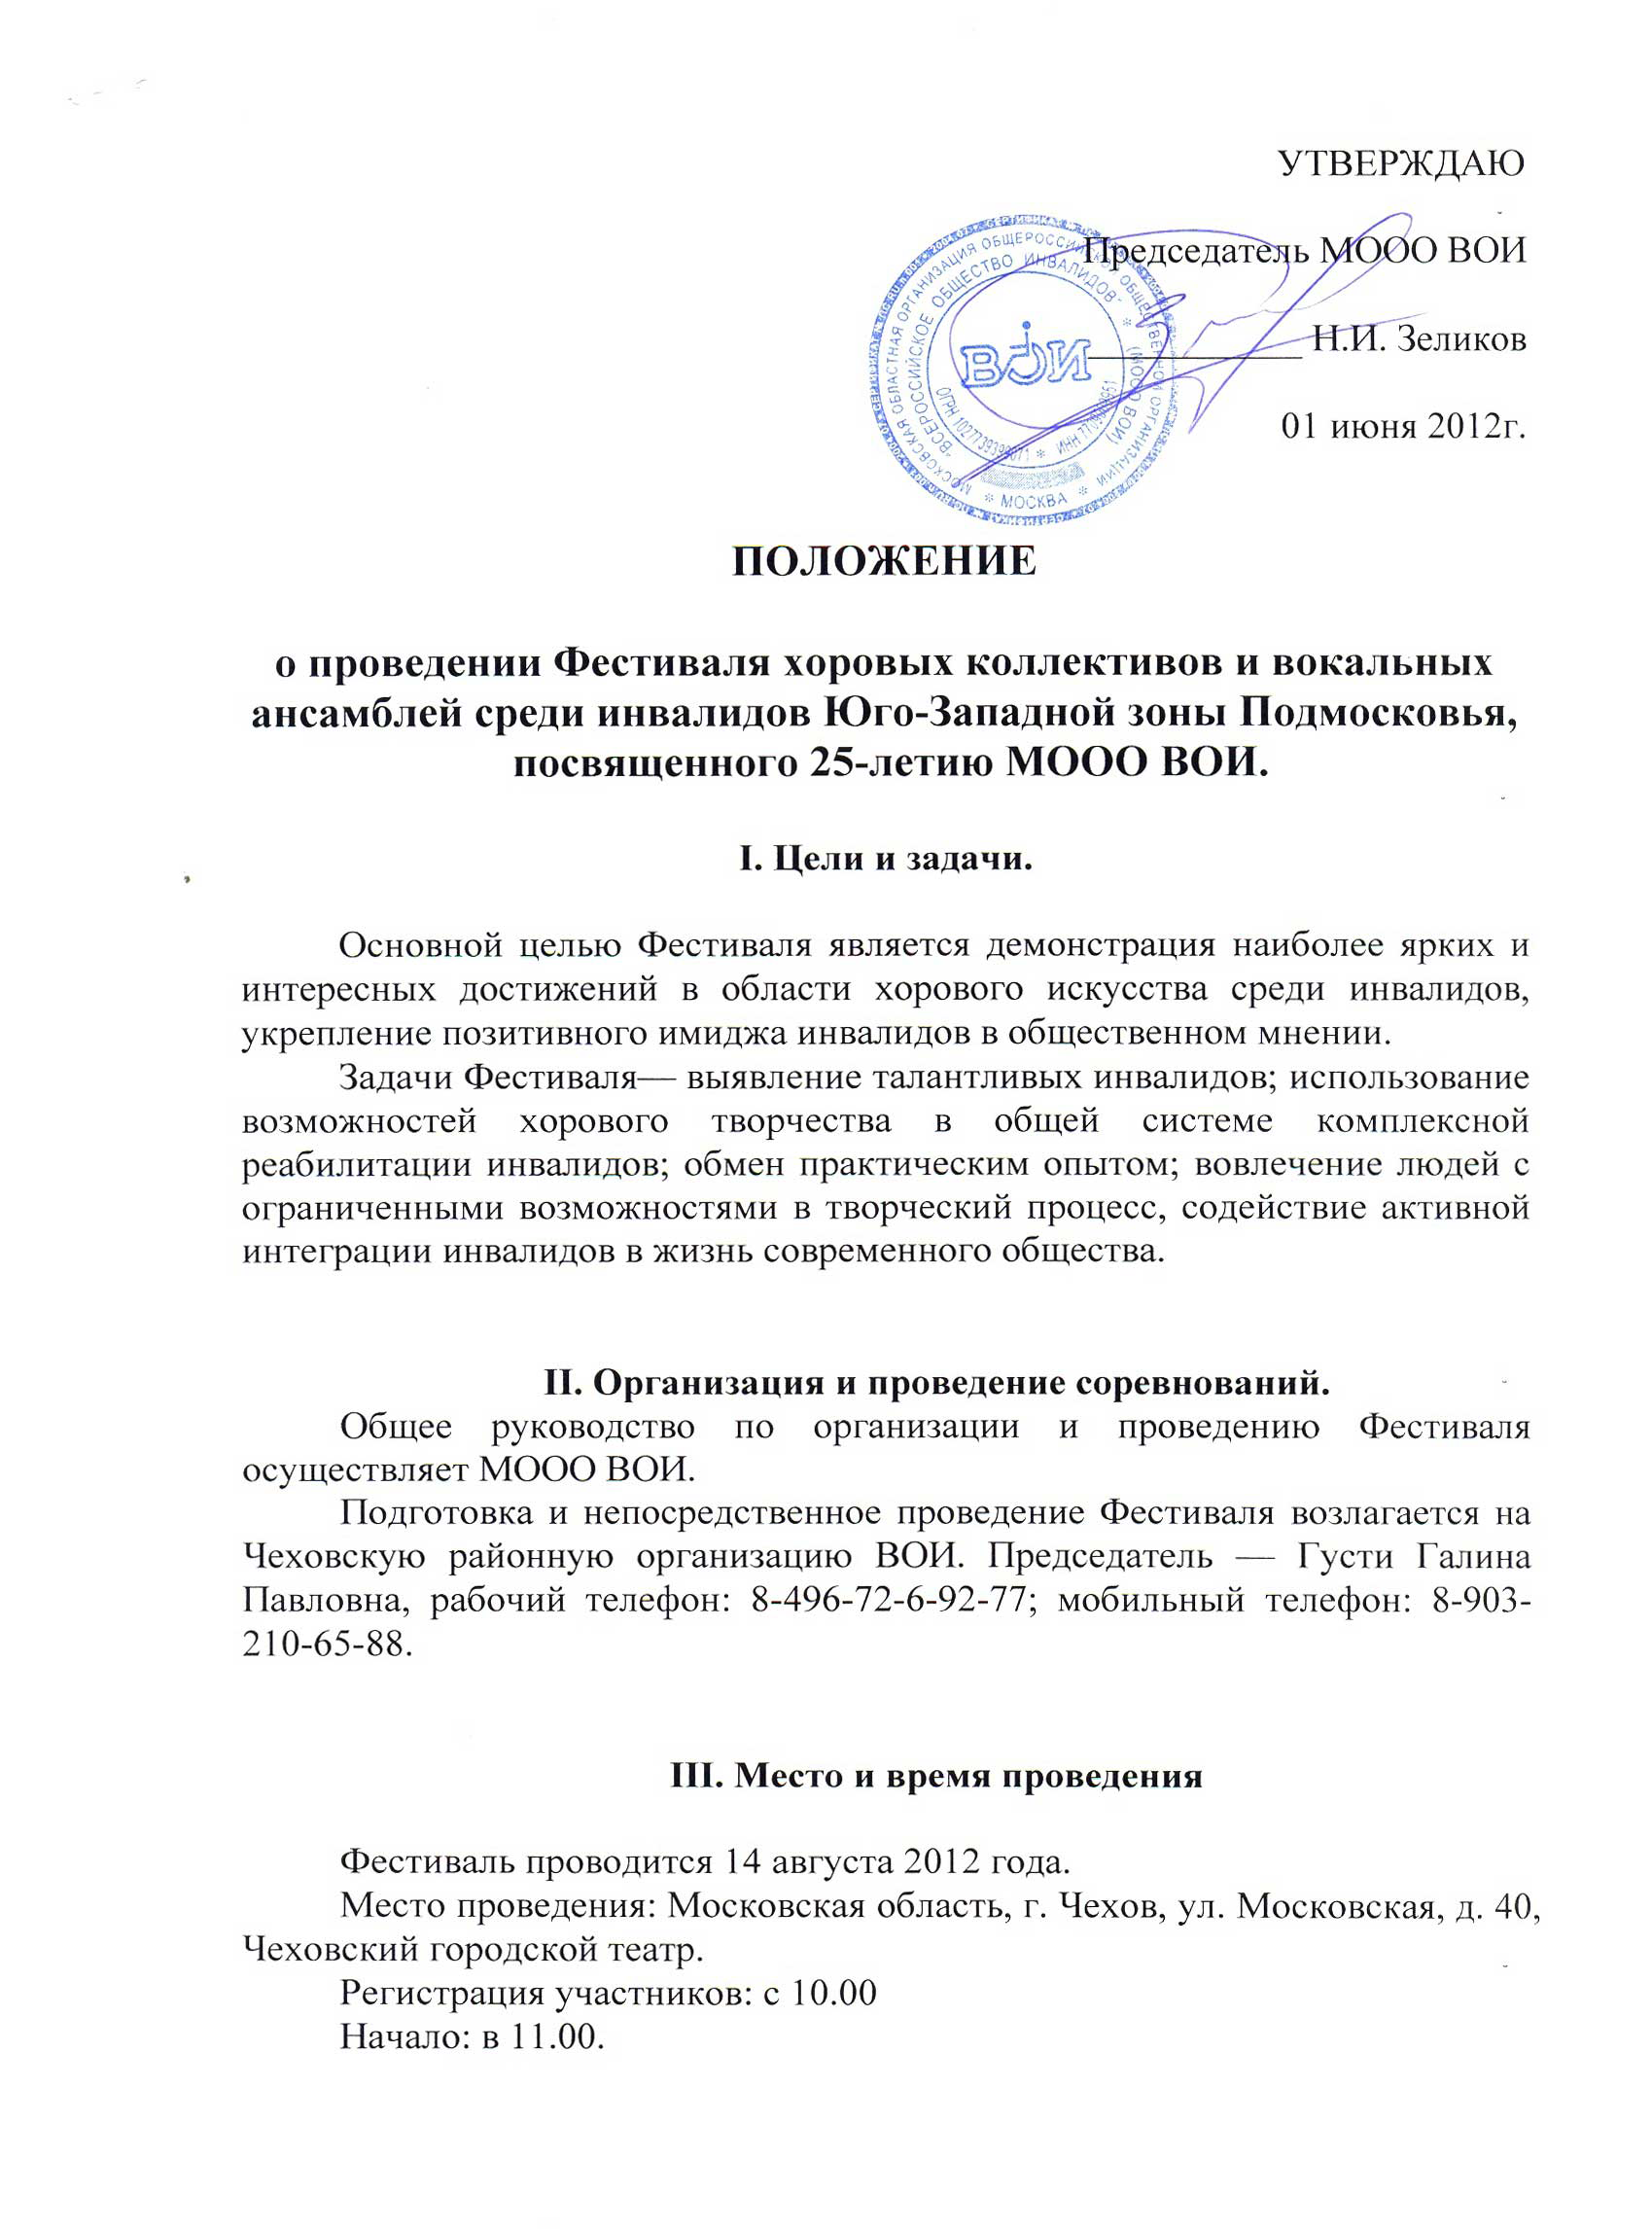 УТВЕРЖДАЮ
Председатель МООО ВОИ
Н.И. Зеликов
01 июня 2012г.
МОСКОВСКАЯ ОБЛАСТНАЯ ОРГАНИЗАЦИЯ ОБЩЕРОССИЙСКОЙ ОБЩЕСТВЕННОЙ ОРГАНИЗАЦИИ
"ВСЕРОССИЙСКОЕ ОБЩЕСТВО ИНВАЛИДОВ" * (МООО ВОИ)
ВОИ
* МОСКВА *
ПОЛОЖЕНИЕ
о проведении Фестиваля хоровых коллективов и вокальных
ансамблей среди инвалидов Юго-Западной зоны Подмосковья,
посвященного 25-летию МООО ВОИ.
I. Цели и задачи.
Основной целью Фестиваля является демонстрация наиболее ярких и
интересных достижений в области хорового искусства среди инвалидов,
укрепление позитивного имиджа инвалидов в общественном мнении.
Задачи Фестиваля— выявление талантливых инвалидов; использование
возможностей хорового творчества в общей системе комплексной
реабилитации инвалидов; обмен практическим опытом; вовлечение людей с
ограниченными возможностями в творческий процесс, содействие активной
интеграции инвалидов в жизнь современного общества.
II. Организация и проведение соревнований.
Общее руководство по организации и проведению Фестиваля
осуществляет МООО ВОИ.
Подготовка и непосредственное проведение Фестиваля возлагается на
Чеховскую районную организацию ВОИ. Председатель — Густи Галина
Павловна, рабочий телефон: 8-496-72-6-92-77; мобильный телефон: 8-903-
210-65-88.
III. Место и время проведения
Фестиваль проводится 14 августа 2012 года.
Место проведения: Московская область, г. Чехов, ул. Московская, д. 40,
Чеховский городской театр.
Регистрация участников: с 10.00
Начало: в 11.00.